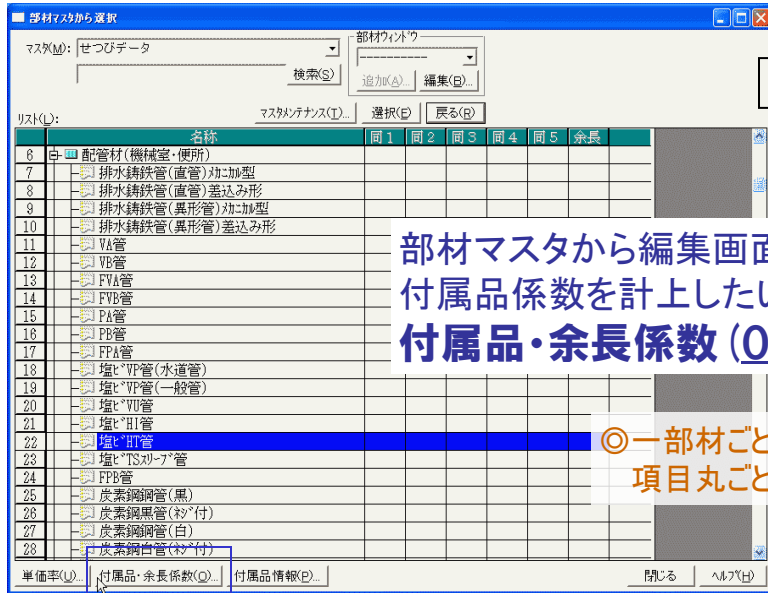 部材マスタから選択
マスタ(M): せつびデータ
部材ウィンドウ
----------
検索(S)
追加(A)... 編集(B)...
マスタメンテナンス(T)... 選択(E) 戻る(R)
リスト(L):
名称 同1 同2 同3 同4 同5 余長
6 配管材(機械室・便所)
7 排水鋳鉄管(直管)メカニカル型
8 排水鋳鉄管(直管)差込み形
9 排水鋳鉄管(異形管)メカニカル型
10 排水鋳鉄管(異形管)差込み形
11 VA管
12 VB管
13 FVA管
14 FVB管
15 PA管
16 PB管
17 FPA管
18 塩ビVP管(水道管)
19 塩ビVP管(一般管)
20 塩ビVU管
21 塩ビHI管
22 塩ビHT管
23 塩ビTSスリーブ管
24 FPB管
25 炭素鋼鋼管(黒)
26 炭素鋼黒管(ネジ付)
27 炭素鋼鋼管(白)
28 炭素鋼白管(ネジ付)
部材マスタから編集画面
付属品係数を計上したい
付属品・余長係数(O
◎一部材ごと
項目丸ごと
単価率(U)... 付属品・余長係数(O)... 付属品情報(P)... 閉じる ヘルプ(H)